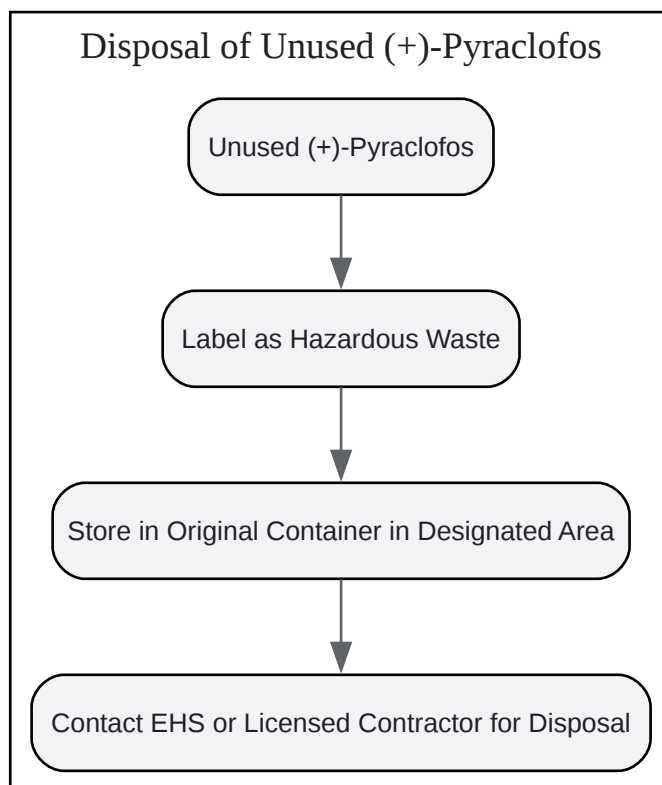 Disposal of Unused (+)-Pyraclofos
Unused (+)-Pyraclofos
Label as Hazardous Waste
Store in Original Container in Designated Area
Contact EHS or Licensed Contractor for Disposal